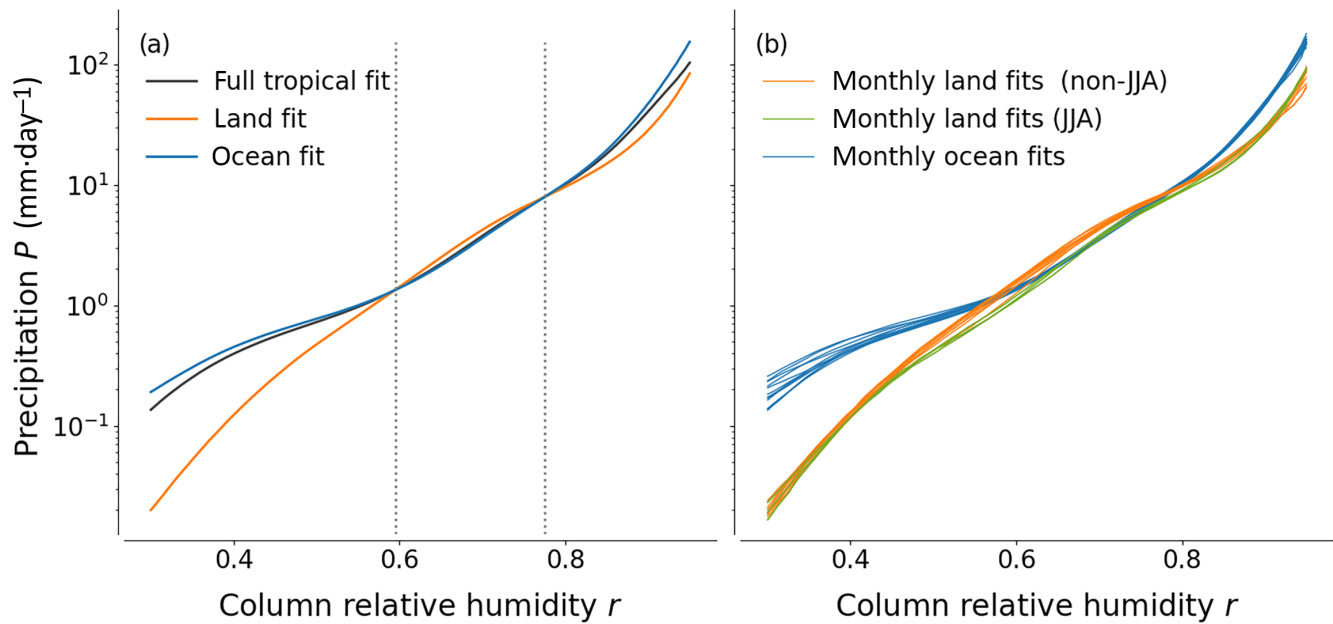 (a)
Full tropical fit
Land fit
Ocean fit
10²
10¹
10⁰
10⁻¹
Precipitation P (mm·day⁻¹)
0.4
0.6
0.8
Column relative humidity r
(b)
Monthly land fits (non-JJA)
Monthly land fits (JJA)
Monthly ocean fits
0.4
0.6
0.8
Column relative humidity r